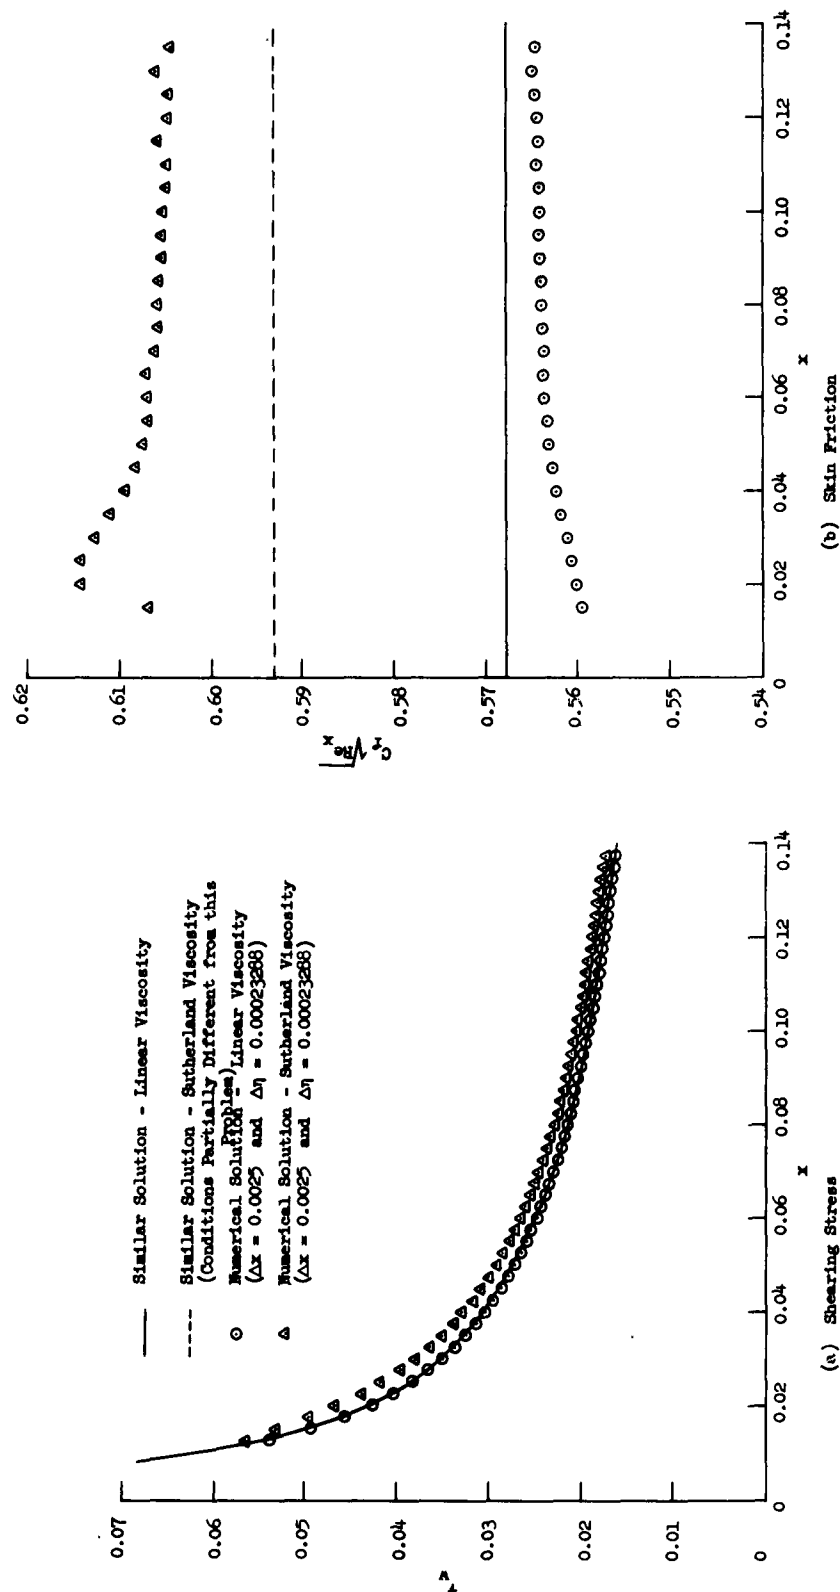 0.07
0.06
0.05
0.04
0.03
0.02
0.01
0
w
0
0.02
0.04
0.06
0.08
0.10
0.12
0.14
x
Similar Solution - Linear Viscosity
Similar Solution - Sutherland Viscosity
(Conditions Partially Different from this
Problem)
Numerical Solution - Linear Viscosity
(Δx = 0.0025 and Δη = 0.00023288)
Numerical Solution - Sutherland Viscosity
(Δx = 0.0025 and Δη = 0.00023288)
(a) Shearing Stress
0.62
0.61
0.60
0.59
0.58
0.57
0.56
0.55
0.54
C_f √Re_x
0
0.02
0.04
0.06
0.08
0.10
0.12
0.14
x
(b) Skin Friction